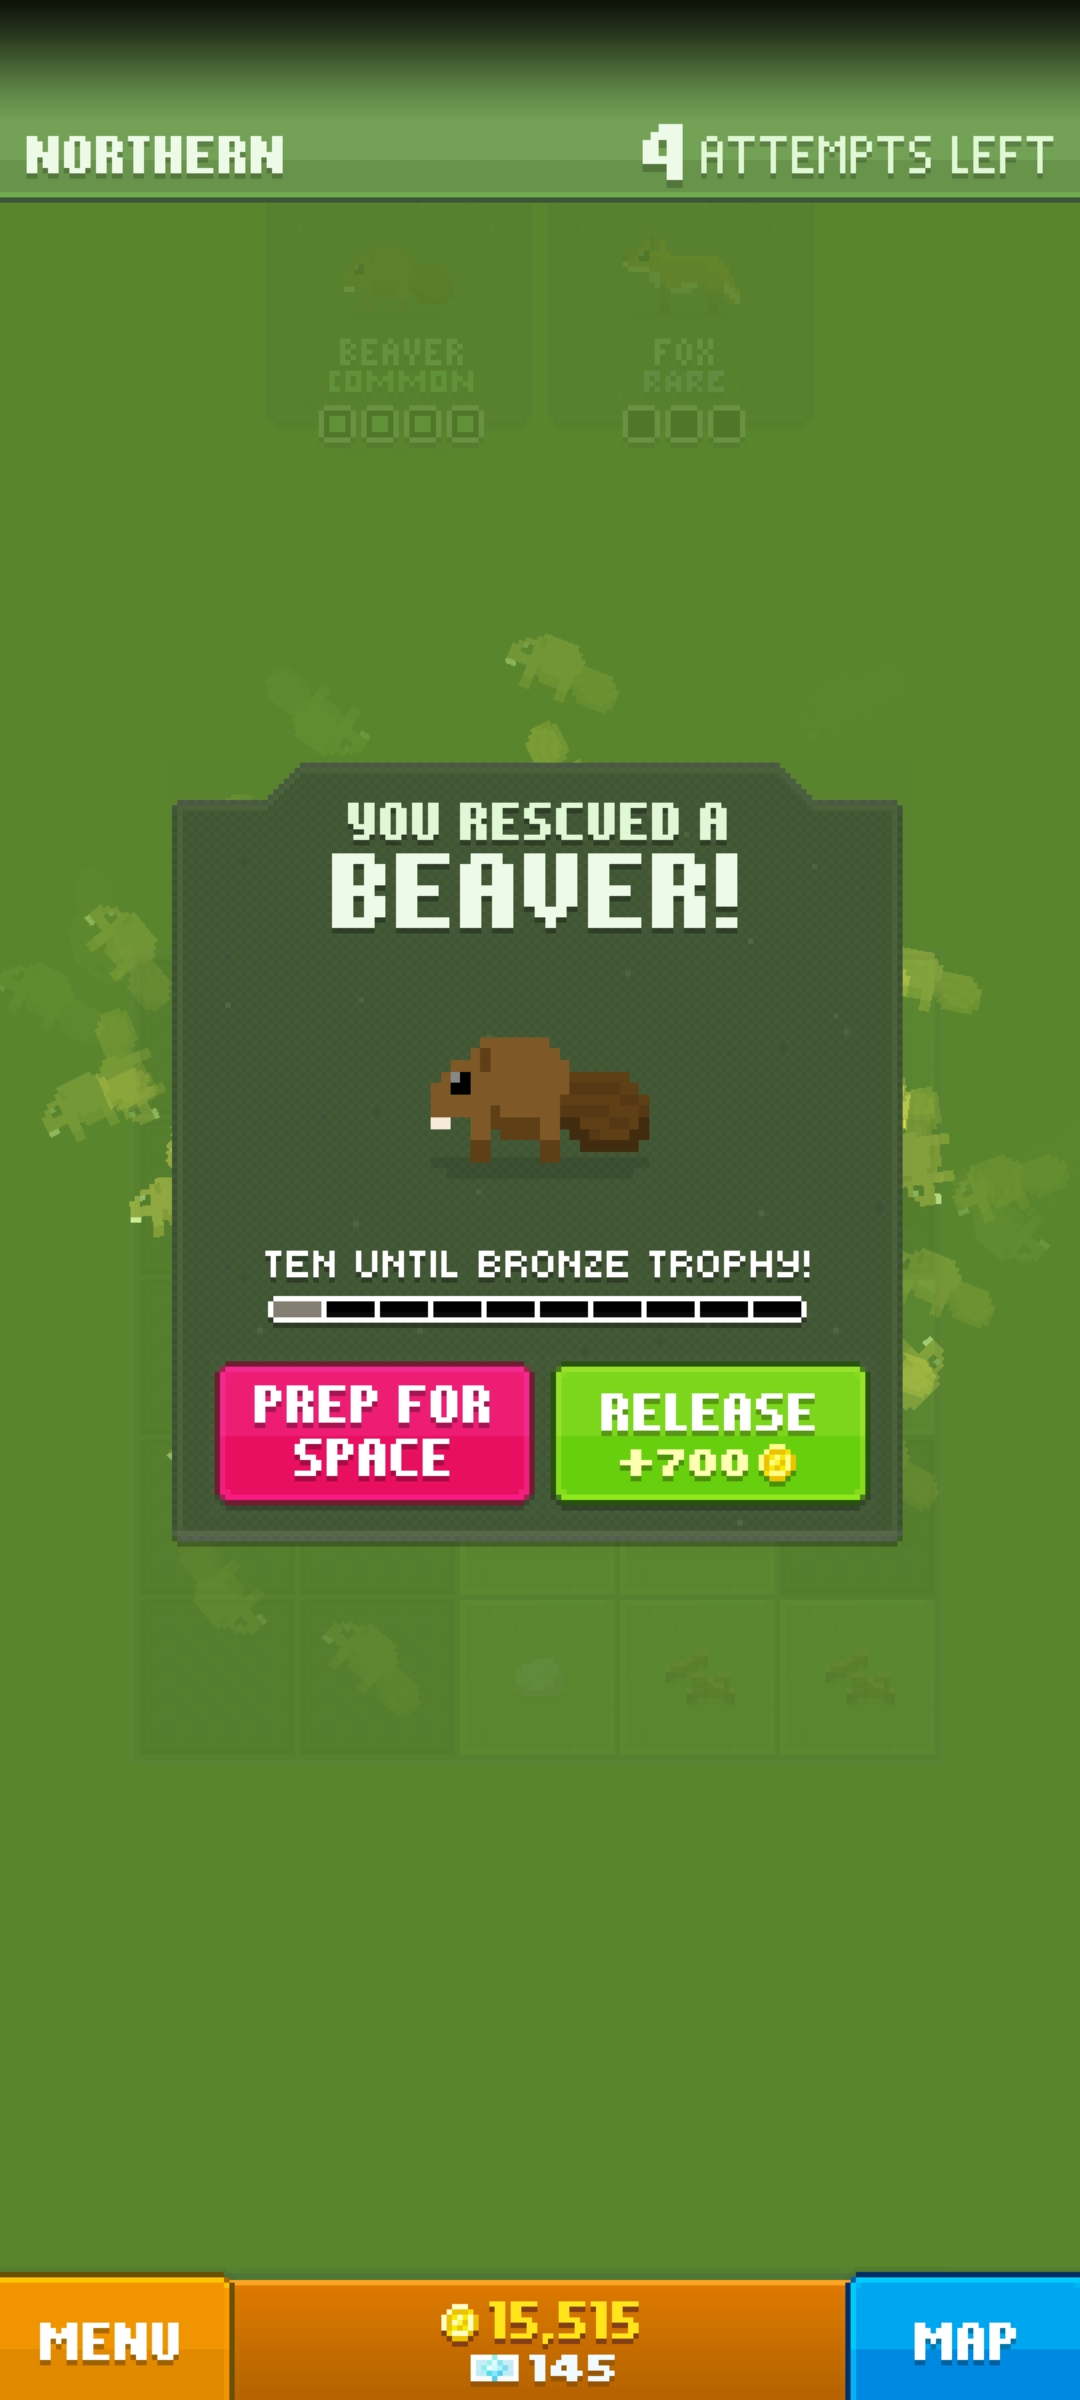 NORTHERN
4 ATTEMPTS LEFT
BEAVER
COMMON
FOX
RARE
YOU RESCUED A
BEAVER!
TEN UNTIL BRONZE TROPHY!
PREP FOR
SPACE
RELEASE
+700
MENU
15,515
145
MAP